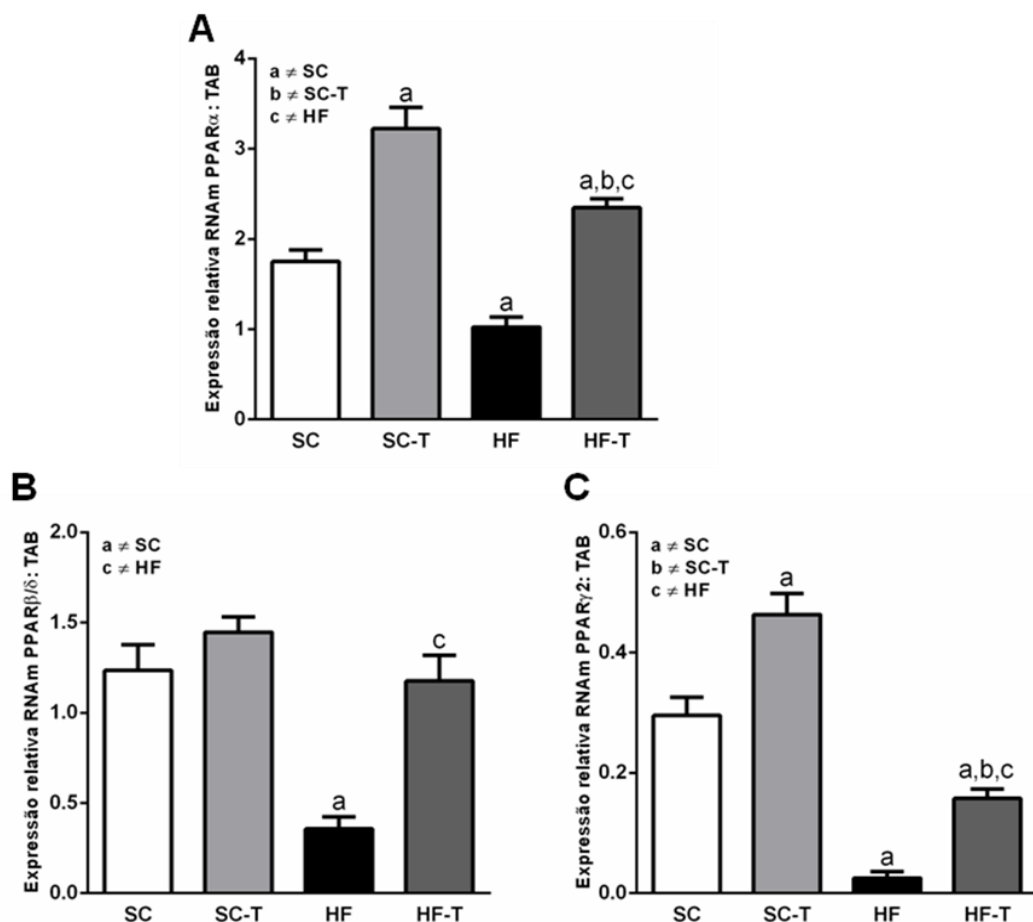 A
Expressão relativa RNAm PPARα: TAB
4
3
2
1
0
a ≠ SC
b ≠ SC-T
c ≠ HF
a
a
a,b,c
SC SC-T HF HF-T
B
Expressão relativa RNAm PPARβ/δ: TAB
2.0
1.5
1.0
0.5
0.0
a ≠ SC
c ≠ HF
a
c
SC SC-T HF HF-T
C
Expressão relativa RNAm PPARγ2: TAB
0.6
0.4
0.2
0.0
a ≠ SC
b ≠ SC-T
c ≠ HF
a
a
a,b,c
SC SC-T HF HF-T